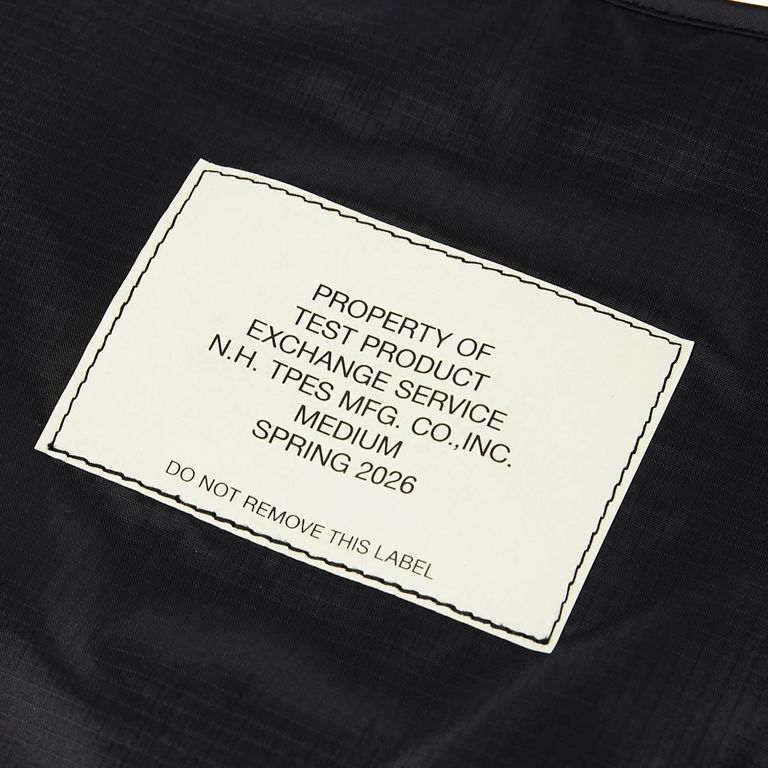 PROPERTY OF
TEST PRODUCT
EXCHANGE SERVICE
N.H. TPES MFG. CO.,INC.
MEDIUM
SPRING 2026
DO NOT REMOVE THIS LABEL